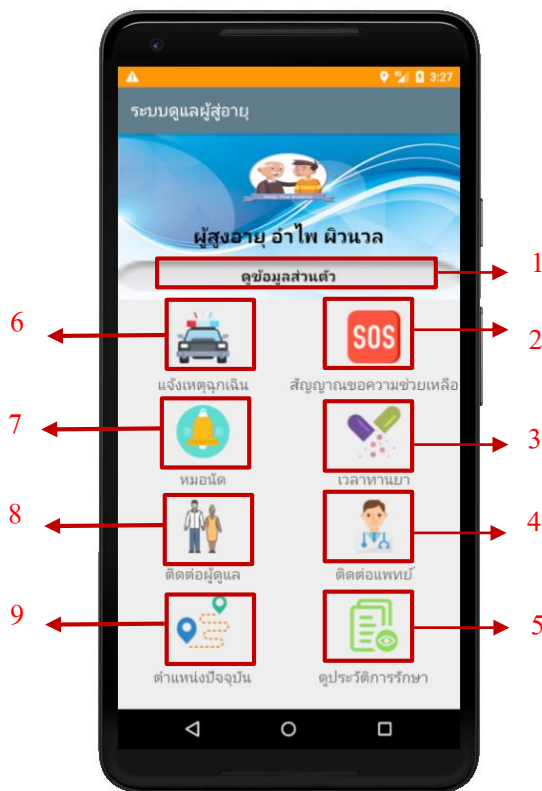 3:27
ระบบดูแลผู้สู่อายุ
ผู้สูงอายุ อำไพ ผิวนวล
ดูข้อมูลส่วนตัว
1
6
SOS
2
แจ้งเหตุฉุกเฉิน
สัญญาณขอความช่วยเหลือ
7
3
หมอนัด
เวลาทานยา
8
4
ติดต่อผู้ดูแล
ติดต่อแพทย์
9
5
ตำแหน่งปัจจุบัน
ดูประวัติการรักษา